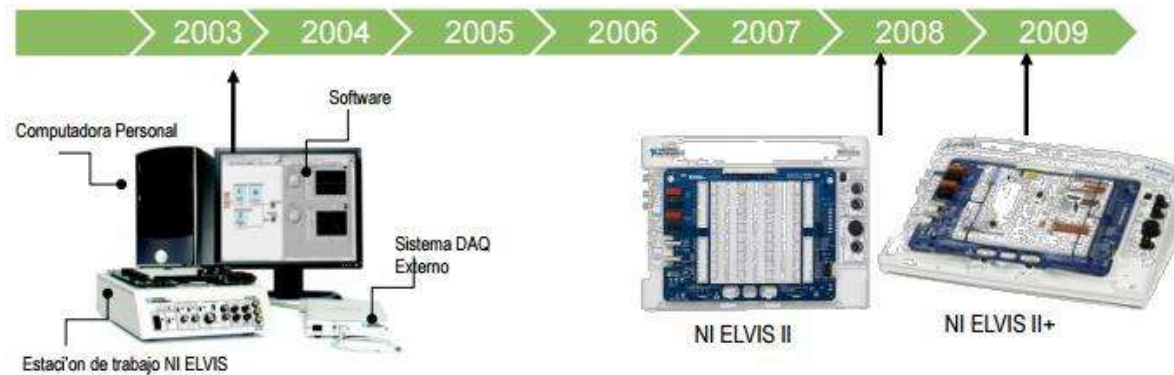 2003 2004 2005 2006 2007 2008 2009
Software
Computadora Personal
Sistema DAQ
Externo
NI ELVIS II
NI ELVIS II+
Estaci'on de trabajo NI ELVIS